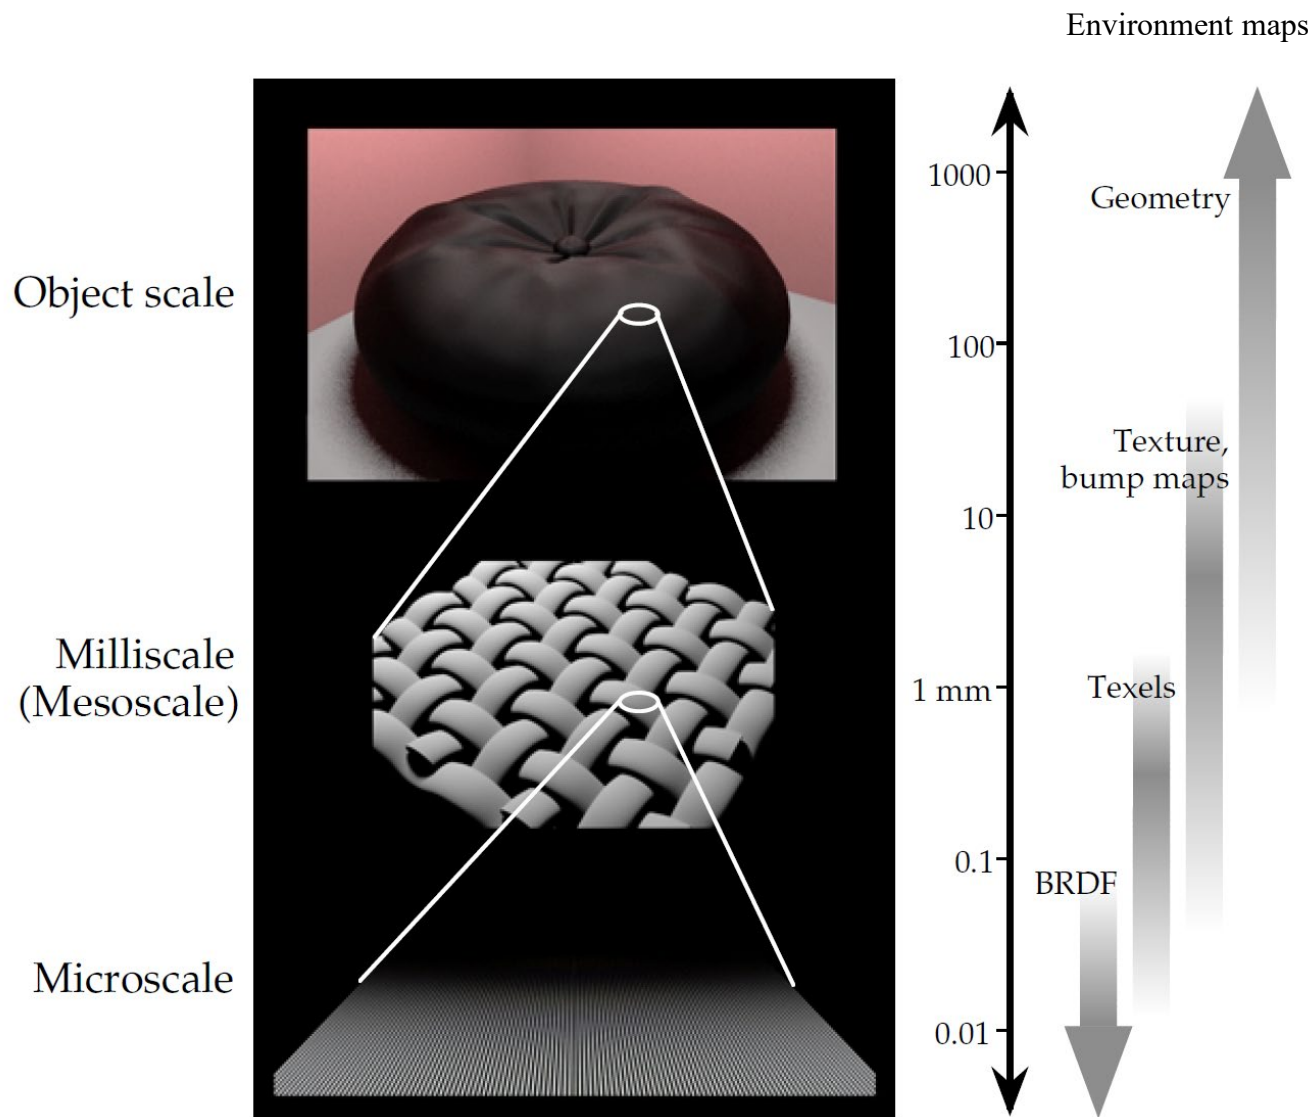 Environment maps
Object scale
Milliscale
(Mesoscale)
Microscale
1000
100
10
1 mm
0.1
0.01
Geometry
Texture,
bump maps
Texels
BRDF